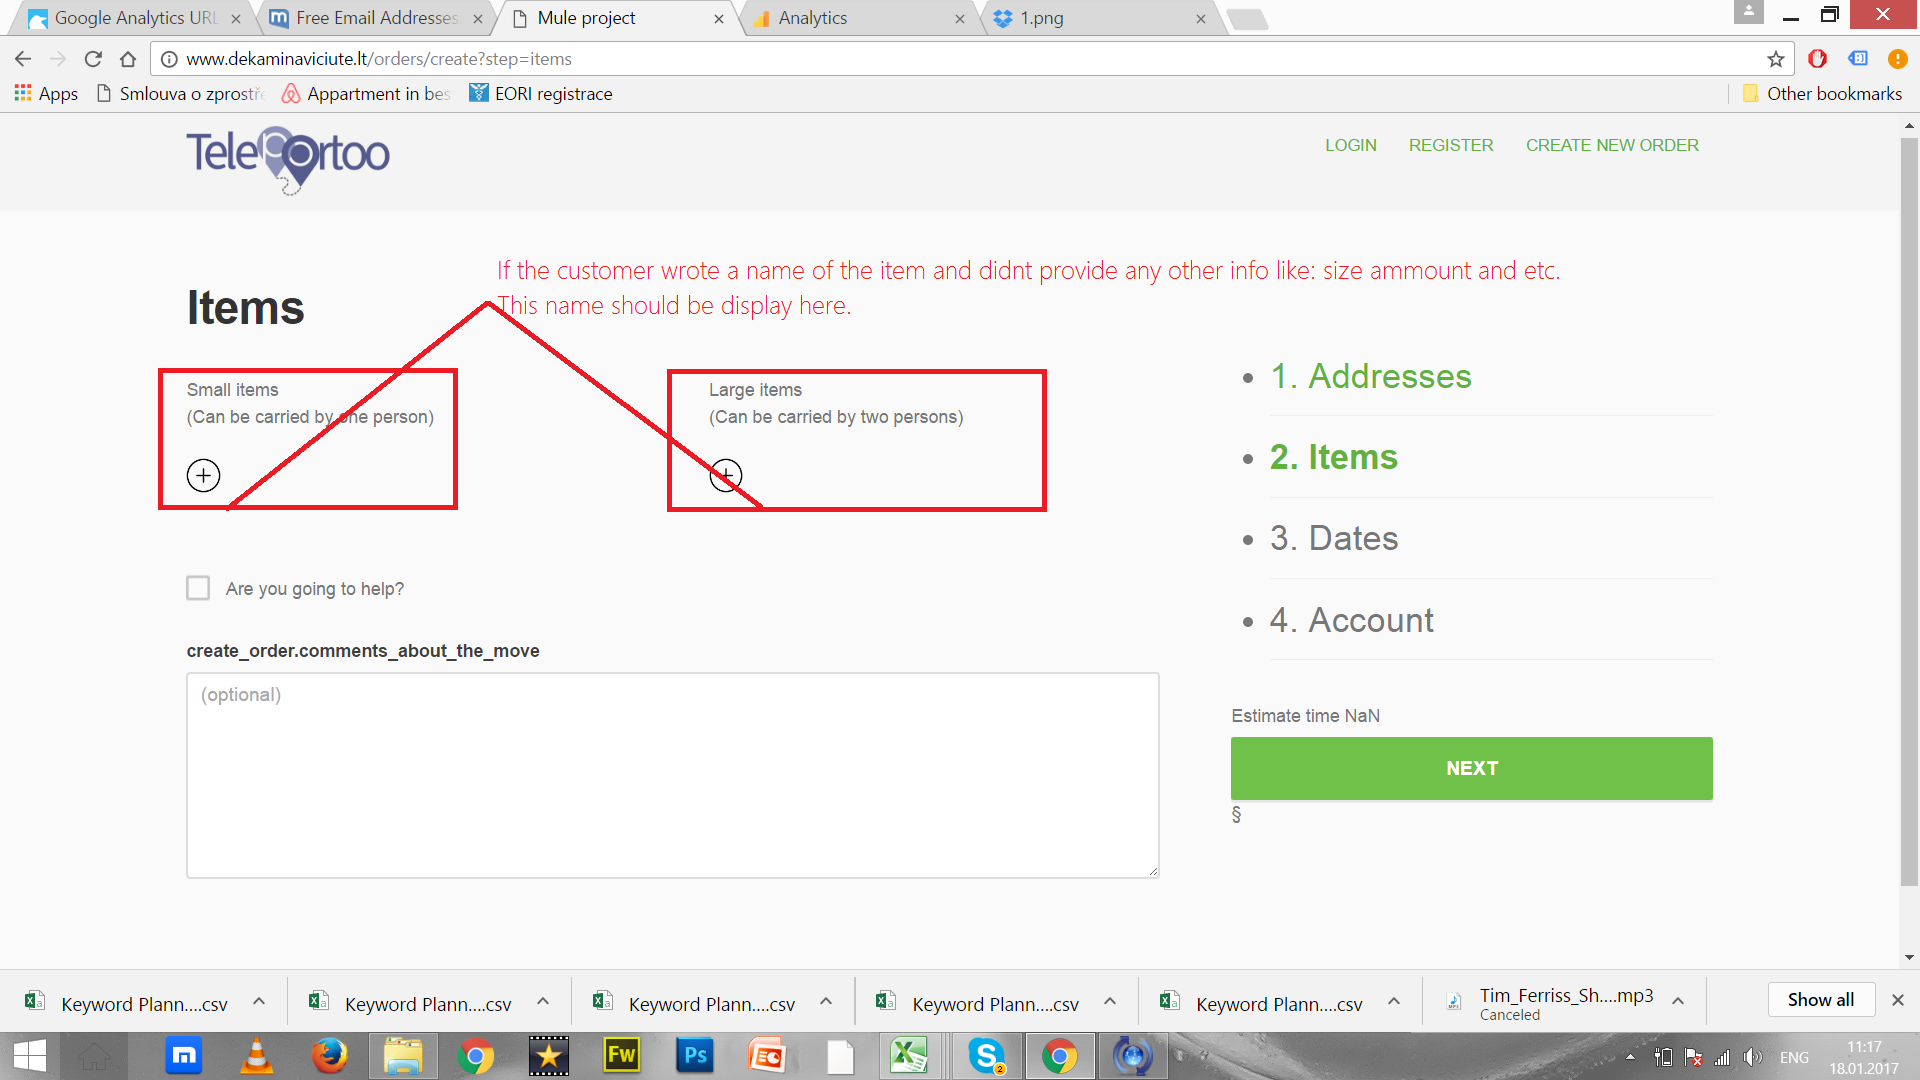 Google Analytics URL
Free Email Addresses
Mule project
Analytics
1.png
www.dekaminaviciute.lt/orders/create?step=items
Apps
Smlouva o zprostře
Appartment in bes
EORI registrace
Other bookmarks
Teleportoo
LOGIN
REGISTER
CREATE NEW ORDER
If the customer wrote a name of the item and didnt provide any other info like: size ammount and etc.
This name should be display here.
Items
Small items
(Can be carried by one person)
Large items
(Can be carried by two persons)
Are you going to help?
create_order.comments_about_the_move
(optional)
1. Addresses
2. Items
3. Dates
4. Account
Estimate time NaN
NEXT
§
Keyword Plann....csv
Keyword Plann....csv
Keyword Plann....csv
Keyword Plann....csv
Keyword Plann....csv
Tim_Ferriss_Sh....mp3
Canceled
Show all
Fw
Ps
2
ENG
11:17
18.01.2017